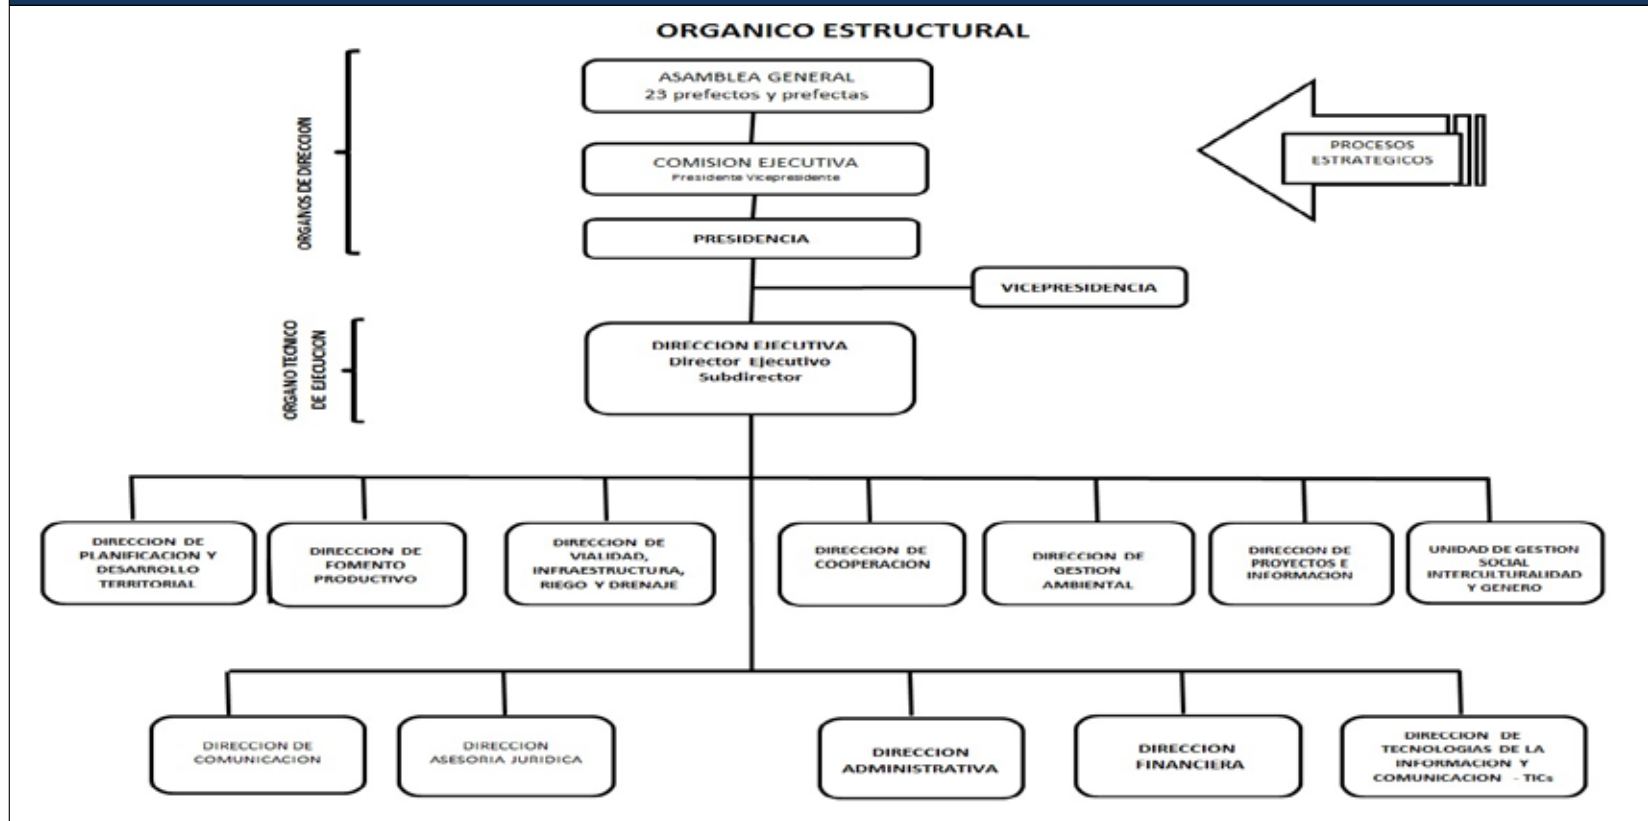 ORGANICO ESTRUCTURAL
ORGANOS DE DIRECCION
ASAMBLEA GENERAL
23 prefectos y prefectas
COMISION EJECUTIVA
Presidente Vicepresidente
PRESIDENCIA
PROCESOS
ESTRATEGICOS
VICEPRESIDENCIA
ORGANO TECNICO
DE EJECUCION
DIRECCION EJECUTIVA
Director Ejecutivo
Subdirector
DIRECCION DE
PLANIFICACION Y
DESARROLLO
TERRITORIAL
DIRECCION DE
FOMENTO
PRODUCTIVO
DIRECCION DE
VIALIDAD,
INFRAESTRUCTURA,
RIEGO Y DRENAJE
DIRECCION DE
COOPERACION
DIRECCION DE
GESTION
AMBIENTAL
DIRECCION DE
PROYECTOS E
INFORMACION
UNIDAD DE GESTION
SOCIAL
INTERCULTURALIDAD
Y GENERO
DIRECCION DE
COMUNICACION
DIRECCION
ASESORIA JURIDICA
DIRECCION
ADMINISTRATIVA
DIRECCION
FINANCIERA
DIRECCION DE
TECNOLOGIAS DE LA
INFORMACION Y
COMUNICACION - TICs